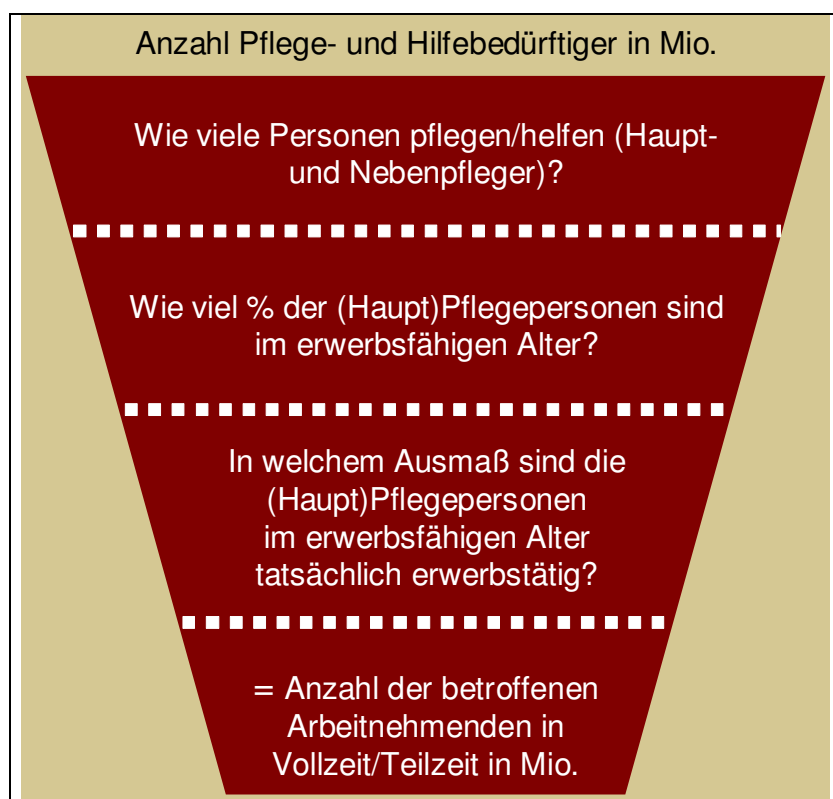 Anzahl Pflege- und Hilfebedürftiger in Mio.
Wie viele Personen pflegen/helfen (Haupt-
und Nebenpfleger)?
Wie viel % der (Haupt)Pflegepersonen sind
im erwerbsfähigen Alter?
In welchem Ausmaß sind die
(Haupt)Pflegepersonen
im erwerbsfähigen Alter
tatsächlich erwerbstätig?
= Anzahl der betroffenen
Arbeitnehmenden in
Vollzeit/Teilzeit in Mio.